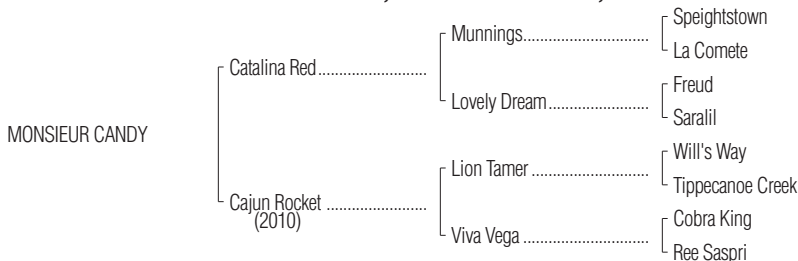 Speightstown
Munnings
La Comete
Catalina Red
Freud
Lovely Dream
Saralil
MONSIEUR CANDY
Will's Way
Lion Tamer
Tippecanoe Creek
Cajun Rocket
(2010)
Cobra King
Viva Vega
Ree Saspri